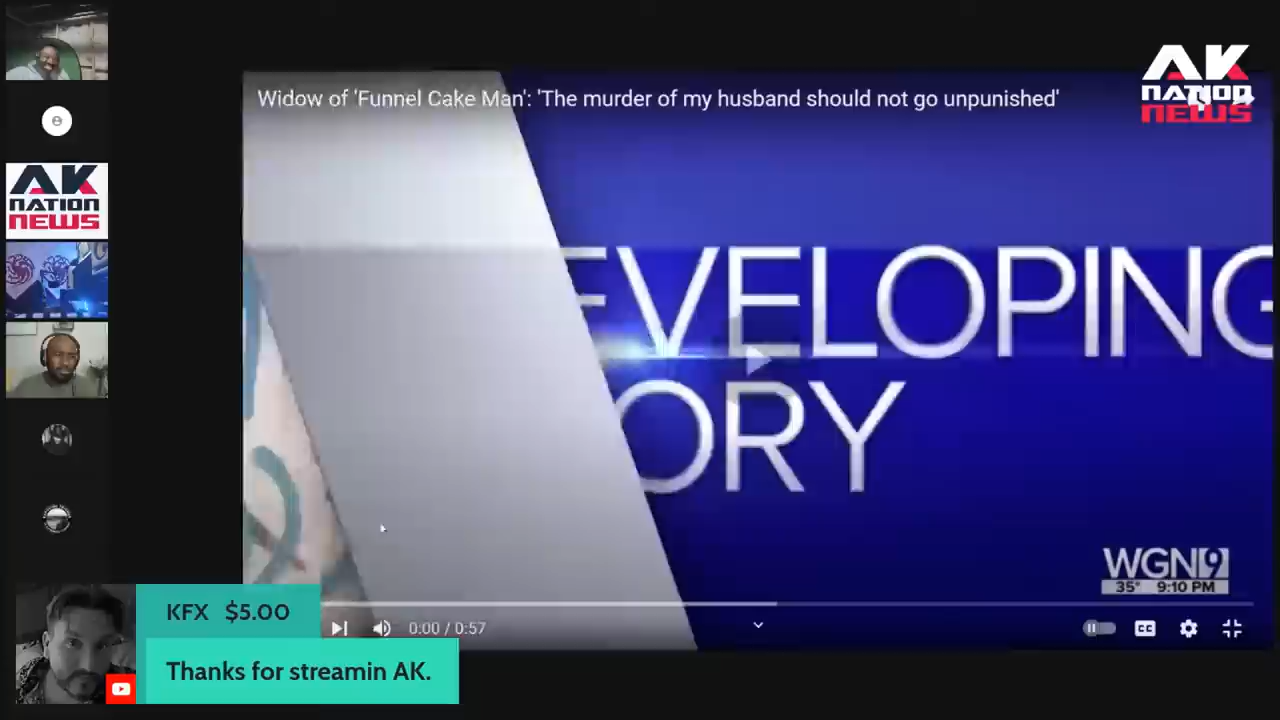 Widow of 'Funnel Cake Man': 'The murder of my husband should not go unpunished'
AK
NATION
NEWS
AK
NATION
NEWS
EVELOPING
ORY
WGN9
35° 9:10 PM
KFX $5.00
0:00 / 0:57
CC
Thanks for streamin AK.